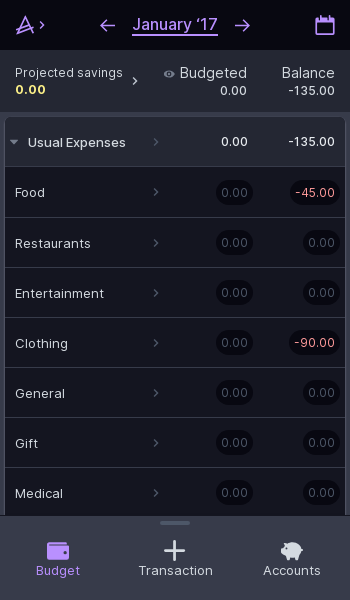 January ‘17
Projected savings
0.00
Budgeted
0.00
Balance
-135.00
Usual Expenses 0.00 -135.00
Food 0.00 -45.00
Restaurants 0.00 0.00
Entertainment 0.00 0.00
Clothing 0.00 -90.00
General 0.00 0.00
Gift 0.00 0.00
Medical 0.00 0.00
Budget Transaction Accounts